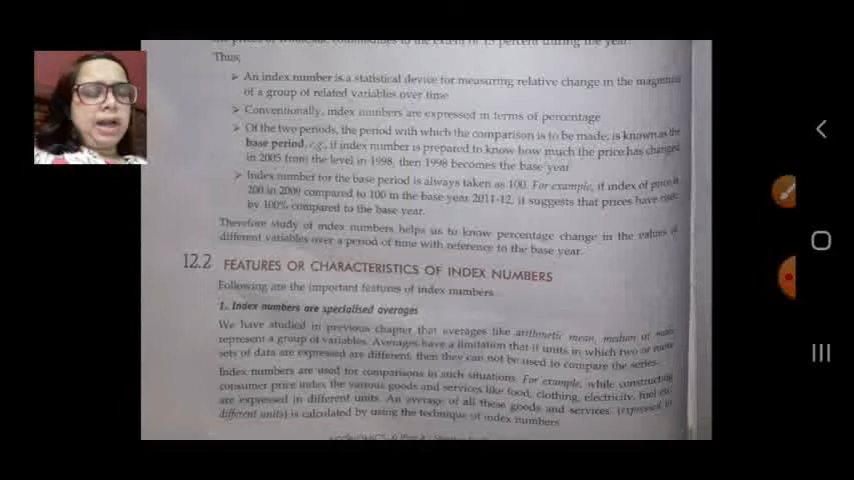 the prices of wholesale commodities to the extent of 15 percent during the year.
Thus,
➤ An index number is a statistical device for measuring relative change in the magnitude
of a group of related variables over time
➤ Conventionally, index numbers are expressed in terms of percentage
➤ Of the two periods, the period with which the comparison is to be made, is known as the
base period. e.g., if index number is prepared to know how much the price has changed
in 2005 from the level in 1998, then 1998 becomes the base year
➤ Index number for the base period is always taken as 100. For example, if index of price is
200 in 2009 compared to 100 in the base year 2011-12, it suggests that prices have risen
by 100% compared to the base year.
Therefore study of index numbers helps us to know percentage change in the values of
different variables over a period of time with reference to the base year.
12.2 FEATURES OR CHARACTERISTICS OF INDEX NUMBERS
Following are the important features of index numbers
1. Index numbers are specialised averages
We have studied in previous chapter that averages like arithmetic mean, median or mode
represent a group of variables. Averages have a limitation that if units in which two or more
sets of data are expressed are different, then they can not be used to compare the series.
Index numbers are used for comparisons in such situations. For example, while constructing
consumer price index the various goods and services like food, clothing, electricity, fuel etc.
are expressed in different units. An average of all these goods and services, (expressed in
different units) is calculated by using the technique of index numbers